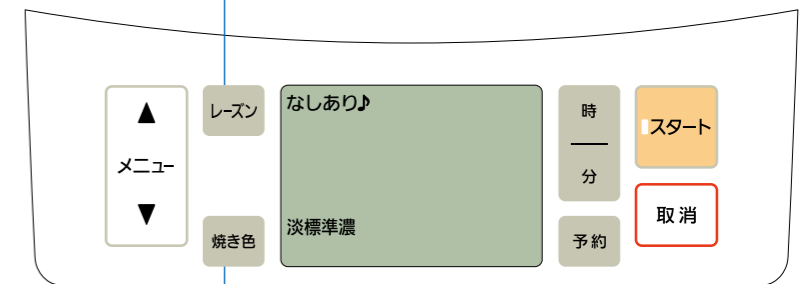 ▲
メニュー
▼
レーズン
焼き色
なしあり♪
淡標準濃
時
分
予約
スタート
取消